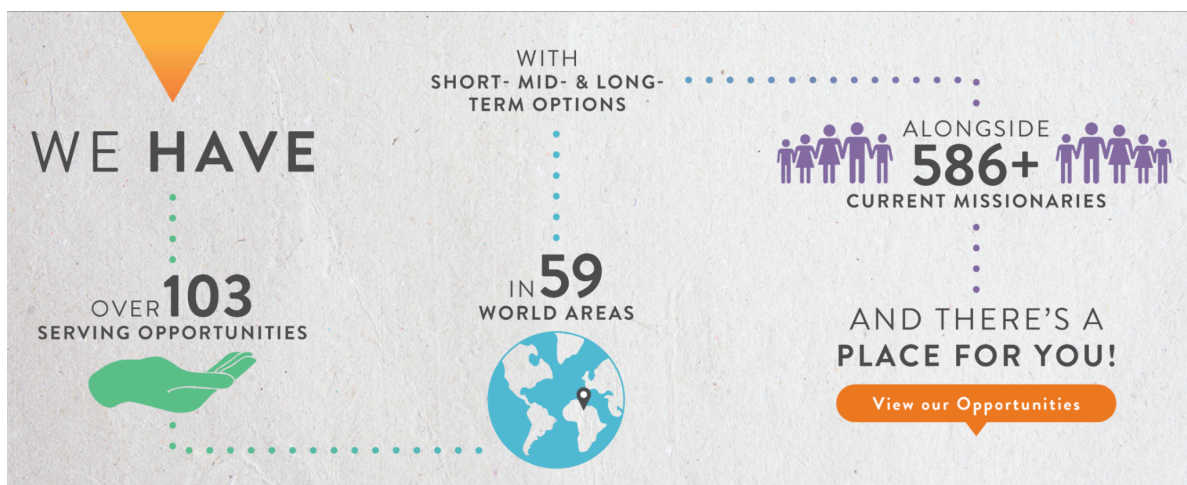 WE HAVE
OVER 103
SERVING OPPORTUNITIES
IN 59
WORLD AREAS
WITH
SHORT- MID- & LONG-
TERM OPTIONS
ALONGSIDE
586+
CURRENT MISSIONARIES
AND THERE'S A
PLACE FOR YOU!
View our Opportunities